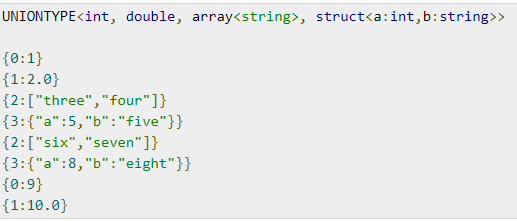 UNIONTYPE<int, double, array<string>, struct<a:int,b:string>>
{0:1}
{1:2.0}
{2:["three","four"]}
{3:{"a":5,"b":"five"}}
{2:["six","seven"]}
{3:{"a":8,"b":"eight"}}
{0:9}
{1:10.0}